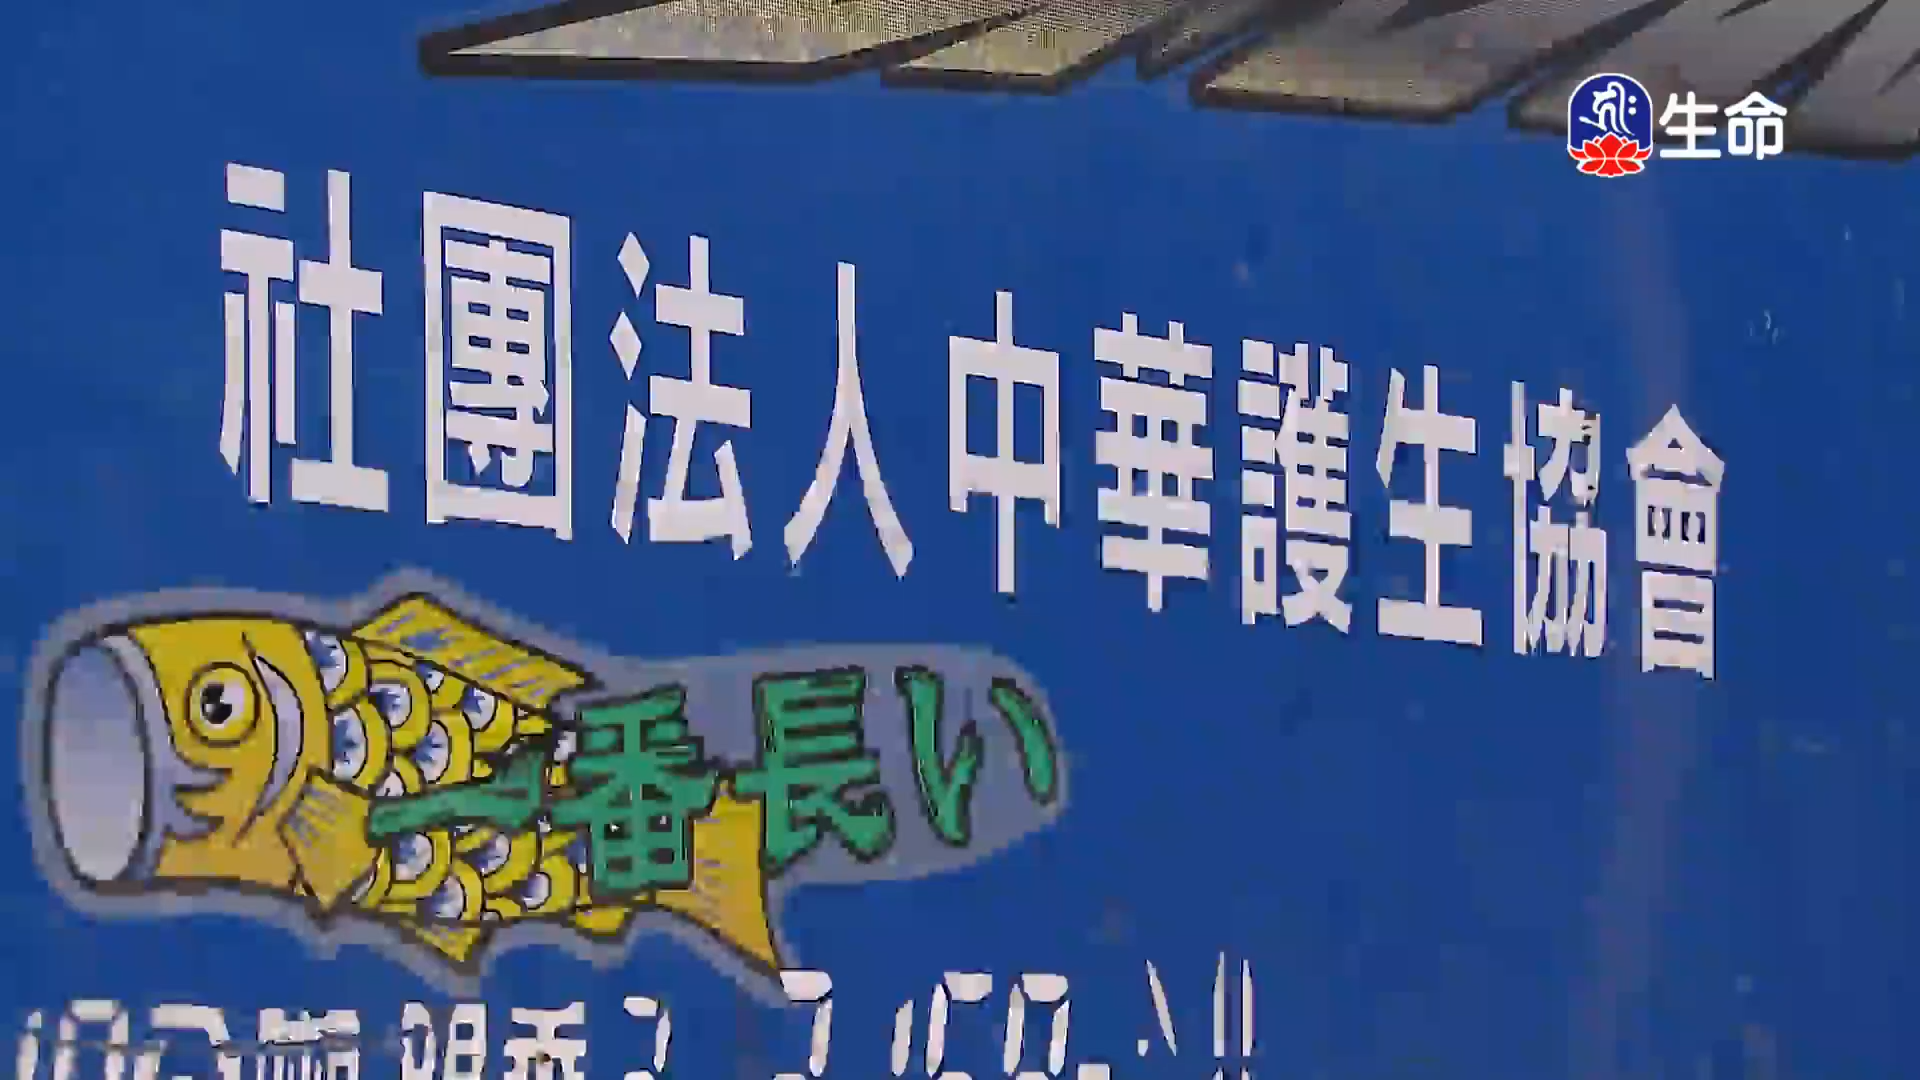 生命
社團法人中華護生協會
一番長い